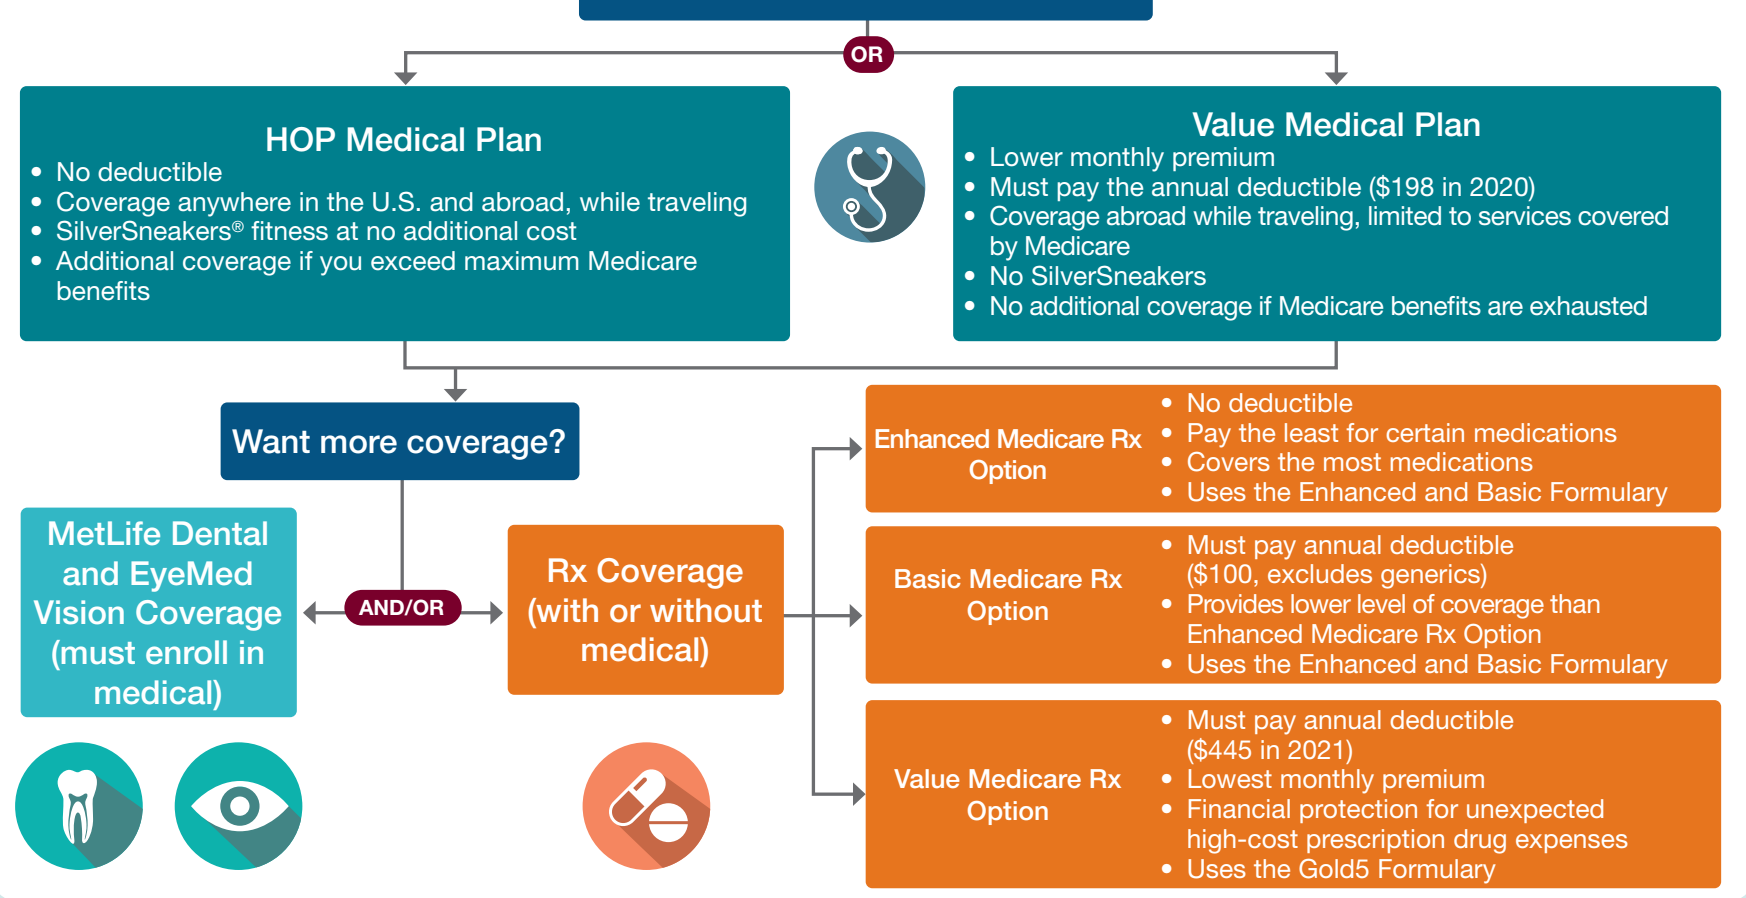 OR
HOP Medical Plan
• No deductible
• Coverage anywhere in the U.S. and abroad, while traveling
• SilverSneakers® fitness at no additional cost
• Additional coverage if you exceed maximum Medicare
benefits
Value Medical Plan
• Lower monthly premium
• Must pay the annual deductible ($198 in 2020)
• Coverage abroad while traveling, limited to services covered
by Medicare
• No SilverSneakers
• No additional coverage if Medicare benefits are exhausted
Want more coverage?
MetLife Dental
and EyeMed
Vision Coverage
(must enroll in
medical)
AND/OR
Rx Coverage
(with or without
medical)
Enhanced Medicare Rx
Option
• No deductible
• Pay the least for certain medications
• Covers the most medications
• Uses the Enhanced and Basic Formulary
Basic Medicare Rx
Option
• Must pay annual deductible
($100, excludes generics)
• Provides lower level of coverage than
Enhanced Medicare Rx Option
• Uses the Enhanced and Basic Formulary
Value Medicare Rx
Option
• Must pay annual deductible
($445 in 2021)
• Lowest monthly premium
• Financial protection for unexpected
high-cost prescription drug expenses
• Uses the Gold5 Formulary